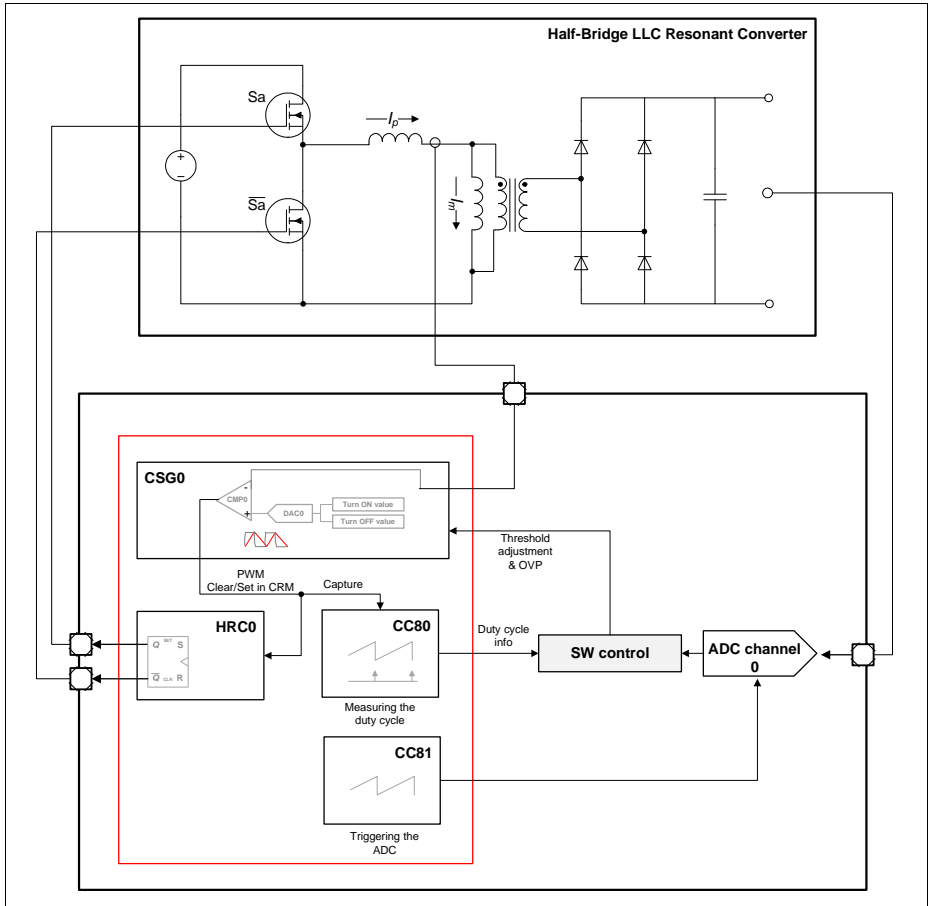 Half-Bridge LLC Resonant Converter
Sa
Ip
+
−
Sa
Im
CSG0
-
CMP0
+
DAC0
Turn ON value
Turn OFF value
Threshold
adjustment
& OVP
PWM
Clear/Set in CRM
Capture
HRC0
Q SET S
Q CLR R
CC80
Duty cycle
info
SW control
ADC channel
0
Measuring the
duty cycle
CC81
Triggering the
ADC